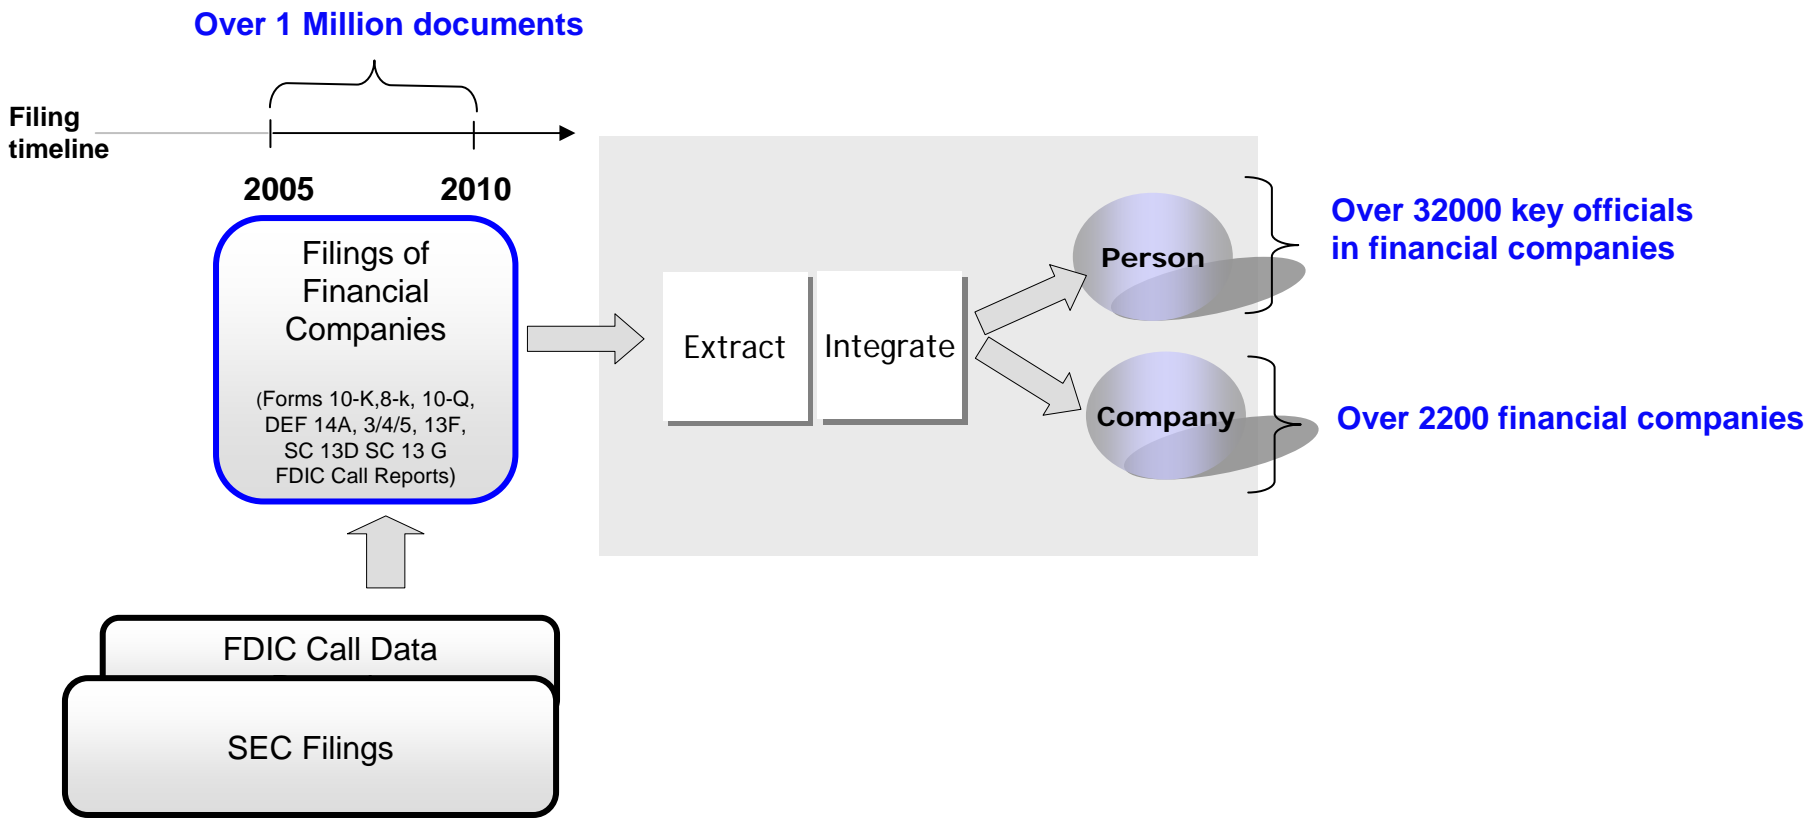 Over 1 Million documents
Filing
timeline
2005
2010
Filings of
Financial
Companies
(Forms 10-K,8-k, 10-Q,
DEF 14A, 3/4/5, 13F,
SC 13D SC 13 G
FDIC Call Reports)
Extract
Integrate
Person
Company
Over 32000 key officials
in financial companies
Over 2200 financial companies
FDIC Call Data
SEC Filings